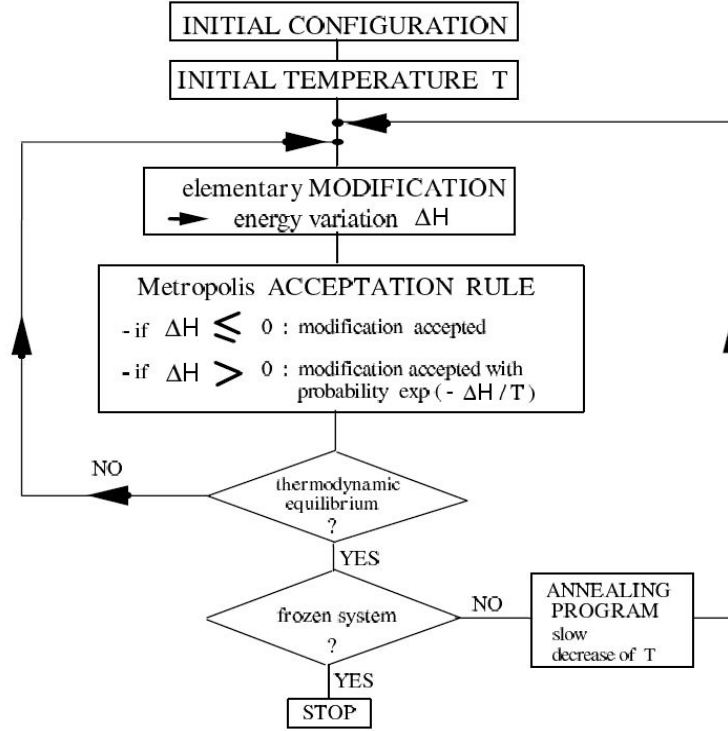 INITIAL CONFIGURATION
INITIAL TEMPERATURE T
elementary MODIFICATION
energy variation ΔH
Metropolis ACCEPTATION RULE
- if ΔH ≤ 0 : modification accepted
- if ΔH > 0 : modification accepted with
probability exp ( - ΔH / T )
NO
thermodynamic
equilibrium
?
YES
frozen system
?
NO
ANNEALING
PROGRAM
slow
decrease of T
YES
STOP